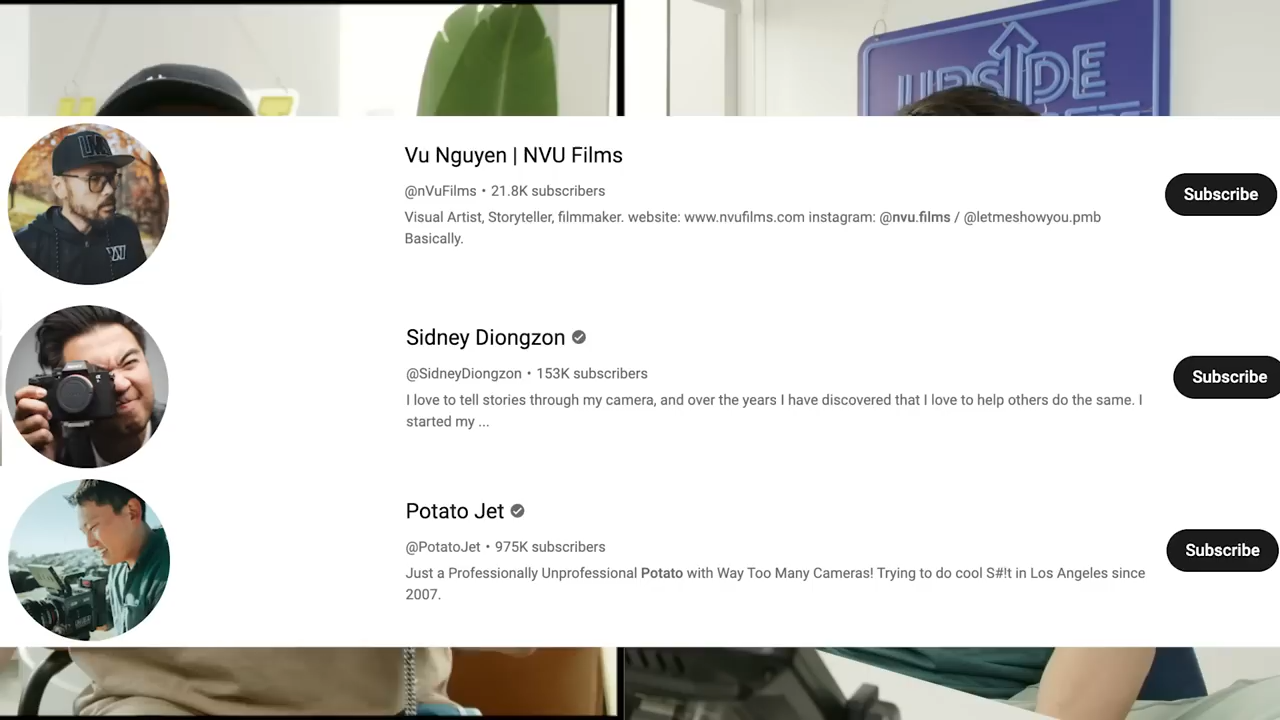 UPSIDE
Vu Nguyen | NVU Films
@nVuFilms • 21.8K subscribers
Visual Artist, Storyteller, filmmaker. website: www.nvufilms.com instagram: @nvu.films / @letmeshowyou.pmb
Basically.
Subscribe
Sidney Diongzon
@SidneyDiongzon • 153K subscribers
I love to tell stories through my camera, and over the years I have discovered that I love to help others do the same. I
started my ...
Subscribe
Potato Jet
@PotatoJet • 975K subscribers
Just a Professionally Unprofessional Potato with Way Too Many Cameras! Trying to do cool S#!t in Los Angeles since
2007.
Subscribe